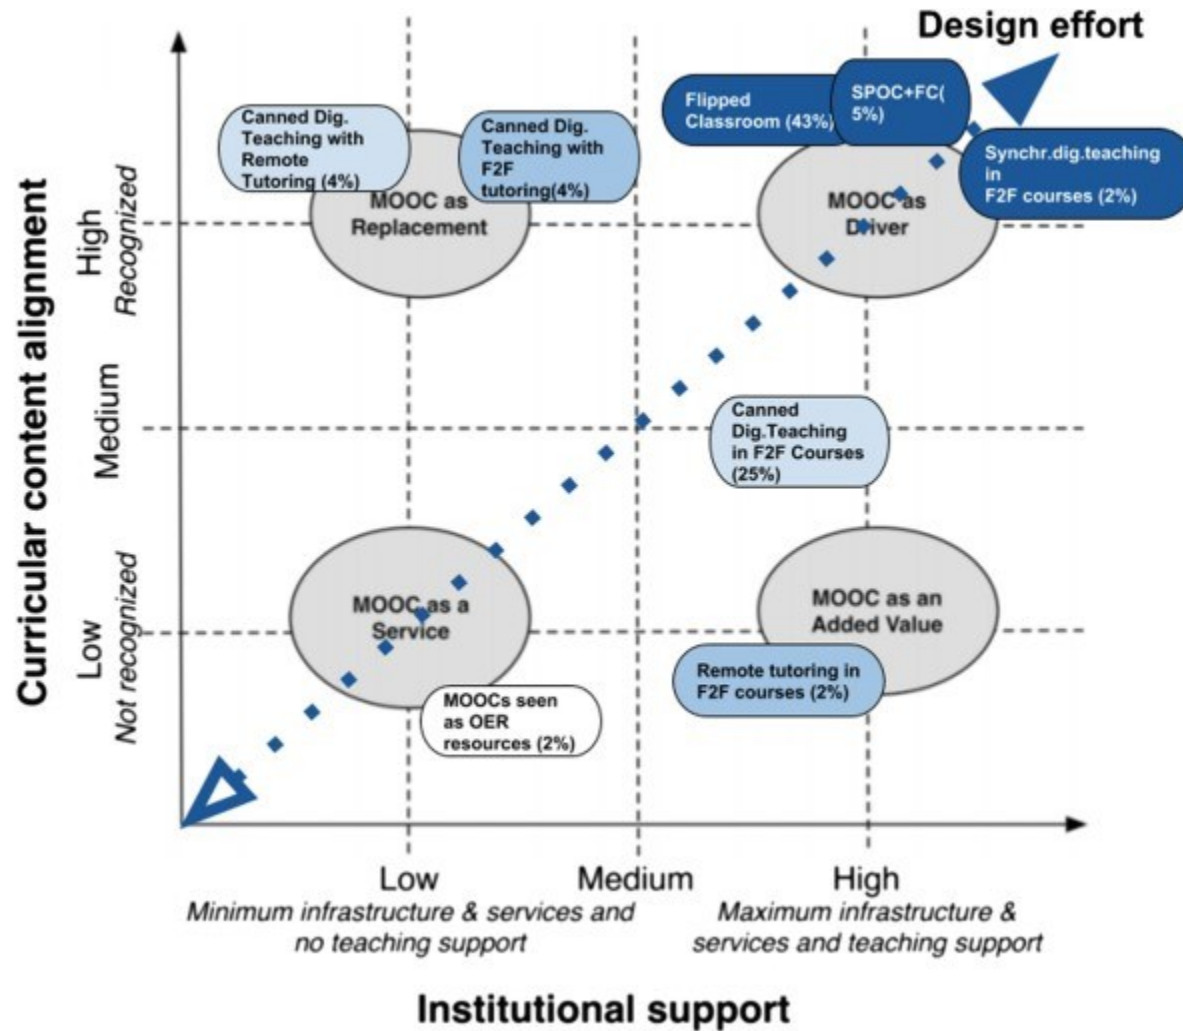 Design effort
Flipped
Classroom (43%)
SPOC+FC(
5%)
Synchr.dig.teaching
in
F2F courses (2%)
Canned Dig.
Teaching with
Remote
Tutoring (4%)
Canned Dig.
Teaching with
F2F
tutoring(4%)
MOOC as
Replacement
MOOC as
Driver
Canned
Dig.Teaching
in F2F Courses
(25%)
MOOC as a
Service
MOOC as an
Added Value
Remote tutoring in
F2F courses (2%)
MOOCs seen
as OER
resources (2%)
Curricular content alignment
High
Recognized
Medium
Low
Not recognized
Low
Medium
High
Minimum infrastructure & services and
no teaching support
Maximum infrastructure &
services and teaching support
Institutional support